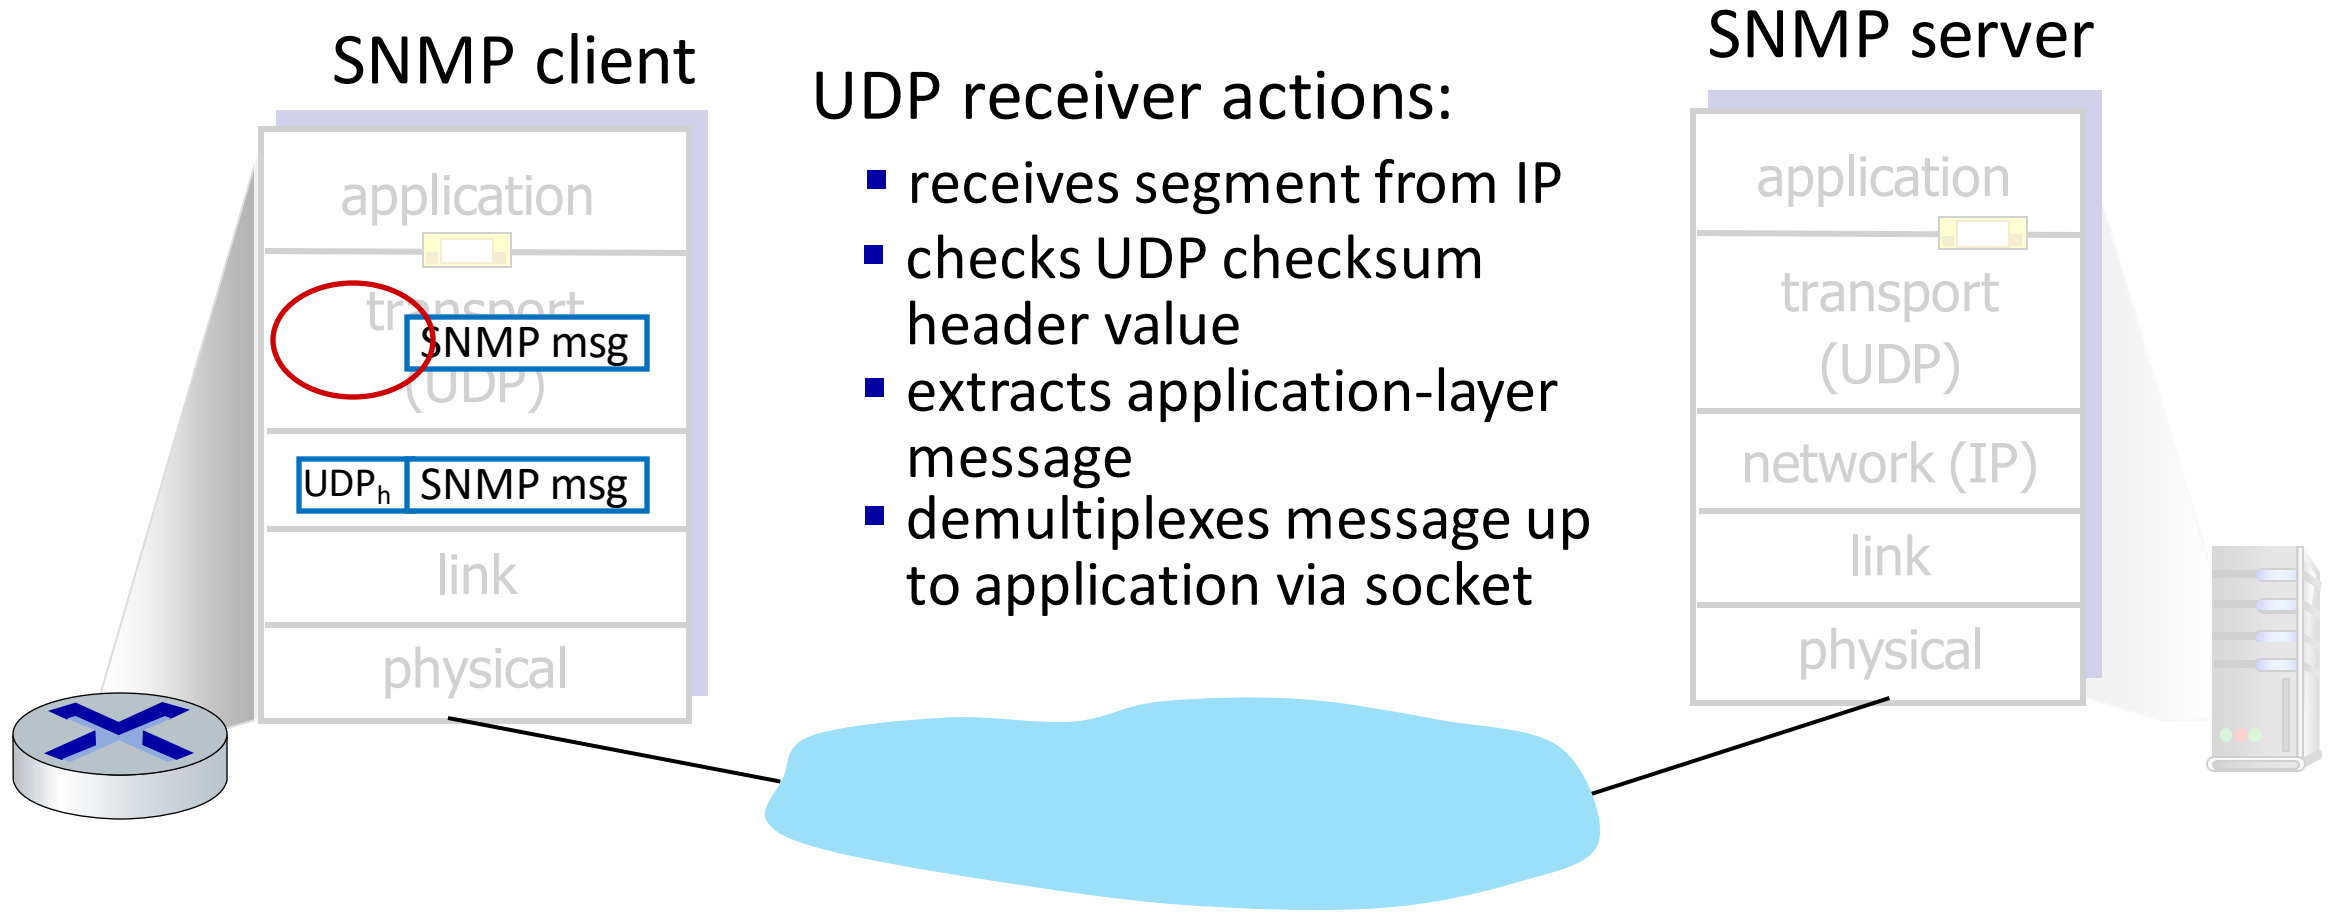 SNMP client
application
transport
SNMP msg
(UDP)
UDPh SNMP msg
link
physical
UDP receiver actions:
receives segment from IP
checks UDP checksum
header value
extracts application-layer
message
demultiplexes message up
to application via socket
SNMP server
application
transport
(UDP)
network (IP)
link
physical